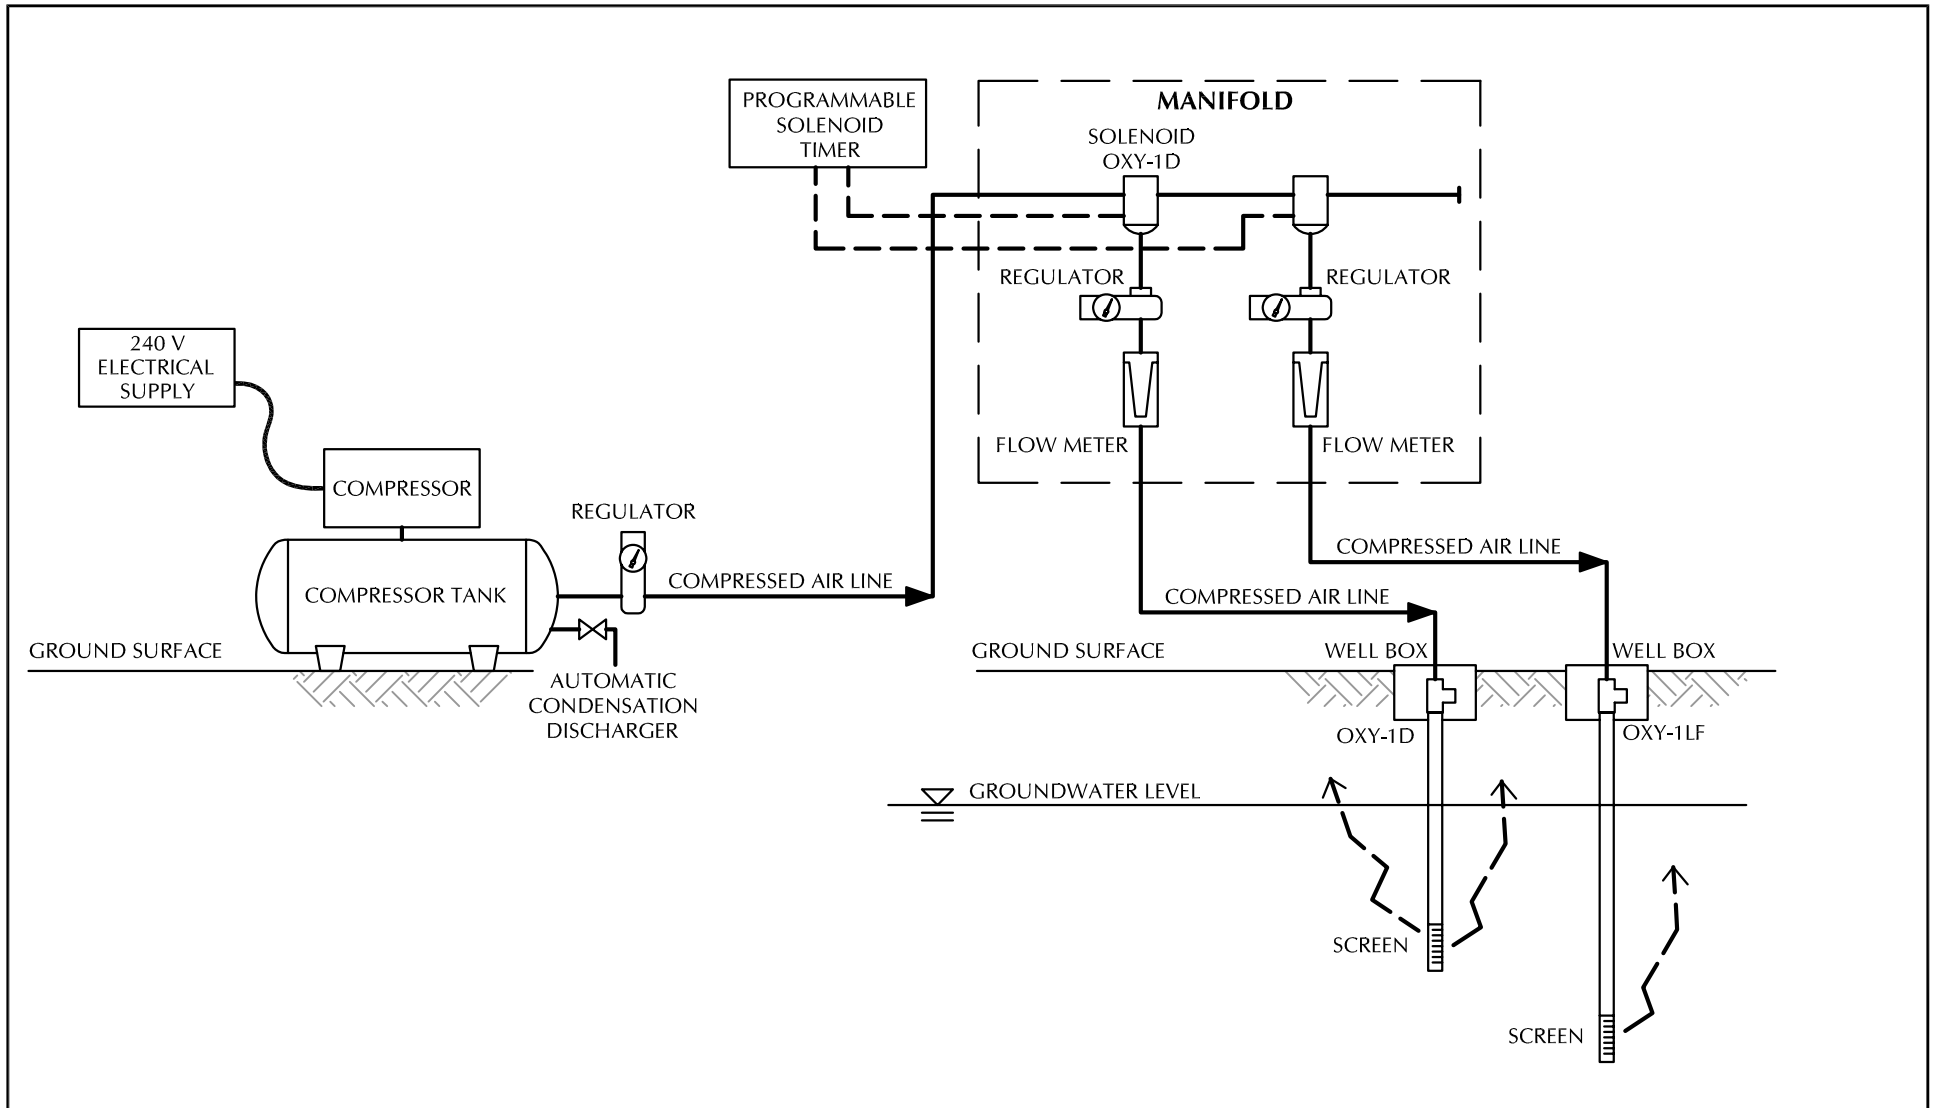 PROGRAMMABLE
SOLENOID
TIMER
MANIFOLD
SOLENOID
OXY-1D
REGULATOR
REGULATOR
240 V
ELECTRICAL
SUPPLY
FLOW METER
FLOW METER
COMPRESSOR
REGULATOR
COMPRESSED AIR LINE
COMPRESSED AIR LINE
COMPRESSOR TANK
COMPRESSED AIR LINE
GROUND SURFACE
GROUND SURFACE
WELL BOX
WELL BOX
AUTOMATIC
CONDENSATION
DISCHARGER
OXY-1D
OXY-1LF
GROUNDWATER LEVEL
SCREEN
SCREEN